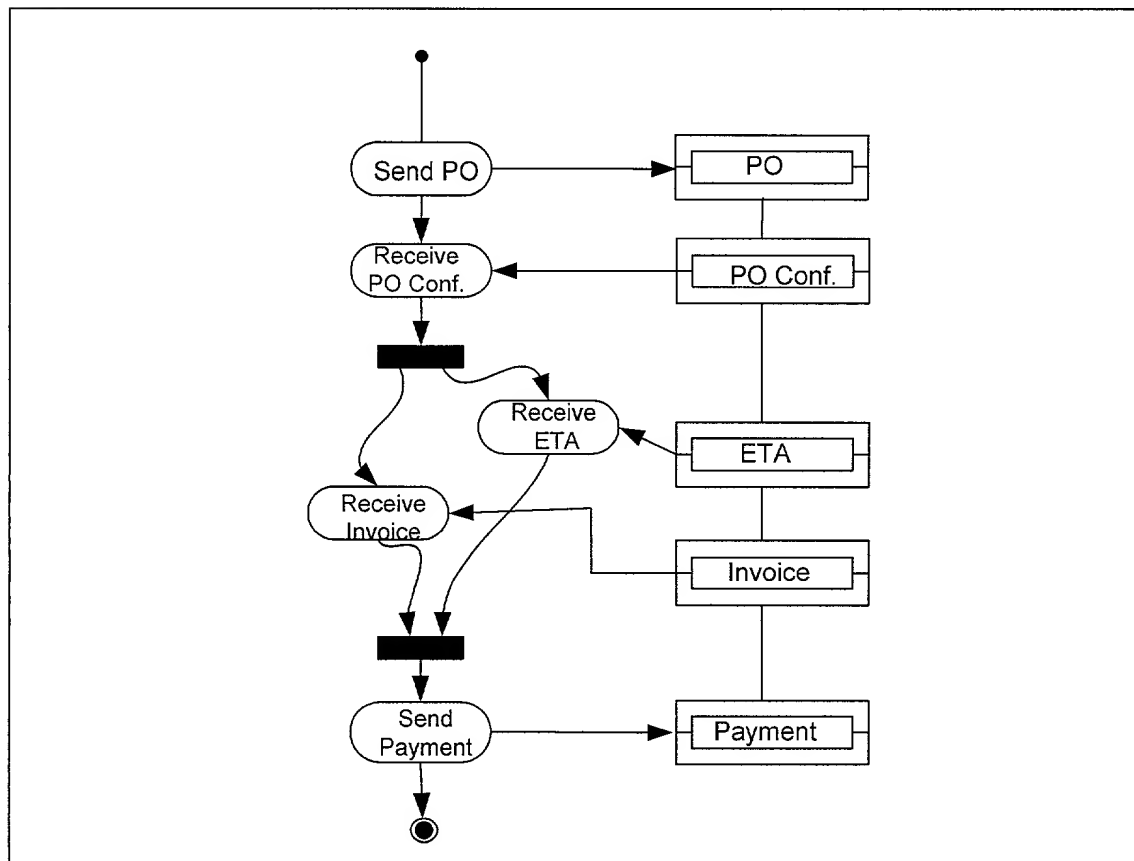 Send PO
PO
Receive
PO Conf.
PO Conf.
Receive
ETA
ETA
Receive
Invoice
Invoice
Send
Payment
Payment